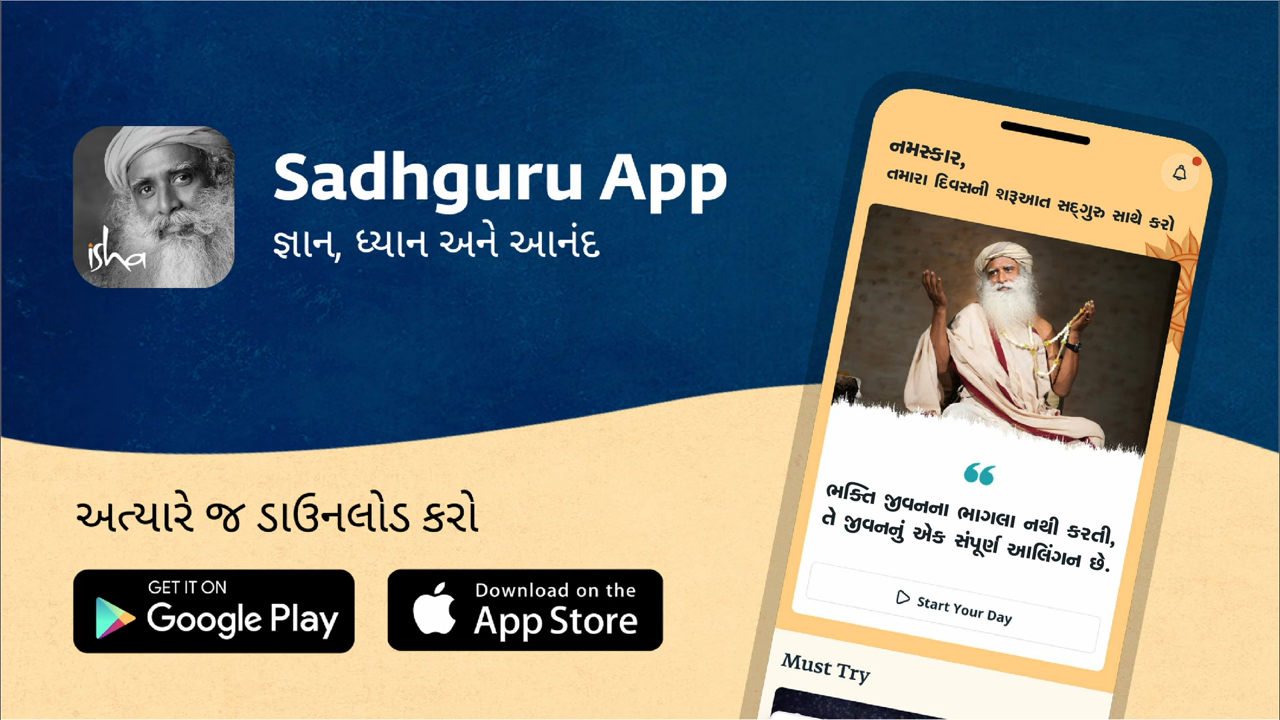 isha
Sadhguru App
જ્ઞાન, ધ્યાન અને આનંદ
અત્યારે જ ડાઉનલોડ કરો
GET IT ON
Google Play
Download on the
App Store
નમસ્કાર,
તમારા દિવસની શરૂઆત સદ્‌ગુરુ સાથે કરો
“
ભક્તિ જીવનના ભાગલા નથી કરતી,
તે જીવનનું એક સંપૂર્ણ આલિંગન છે.
Start Your Day
Must Try